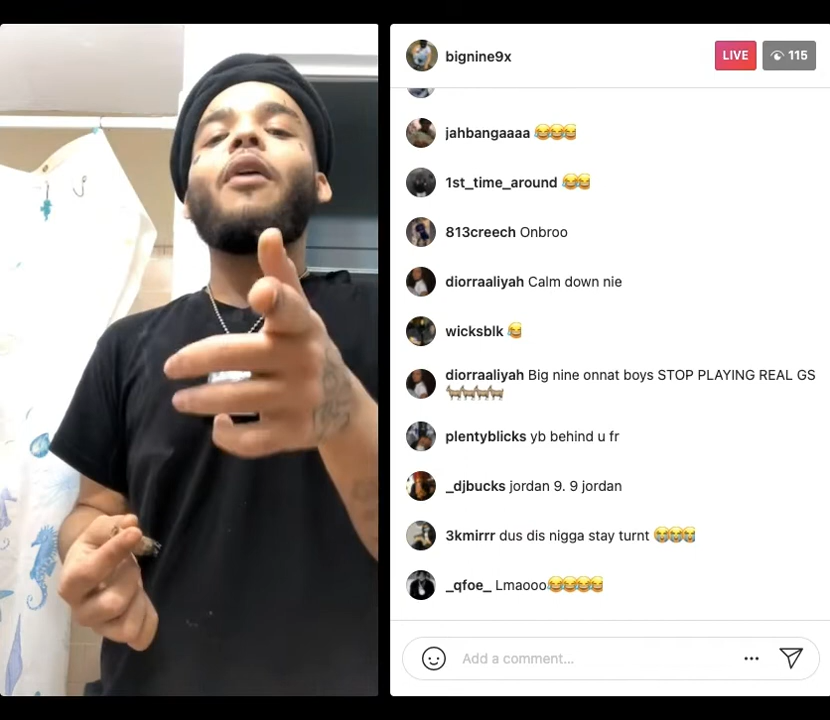 bignine9x
LIVE
115
jahbangaaaa 😂😂😂
1st_time_around 😂😂
813creech Onbroo
diorraaliyah Calm down nie
wicksblk 😂
diorraaliyah Big nine onnat boys STOP PLAYING REAL GS
🐐🐐🐐🐐
plentyblicks yb behind u fr
_djbucks jordan 9. 9 jordan
3kmirrr dus dis nigga stay turnt 😭😭😭
_qfoe_ Lmaooo😂😂😂😂
Add a comment...